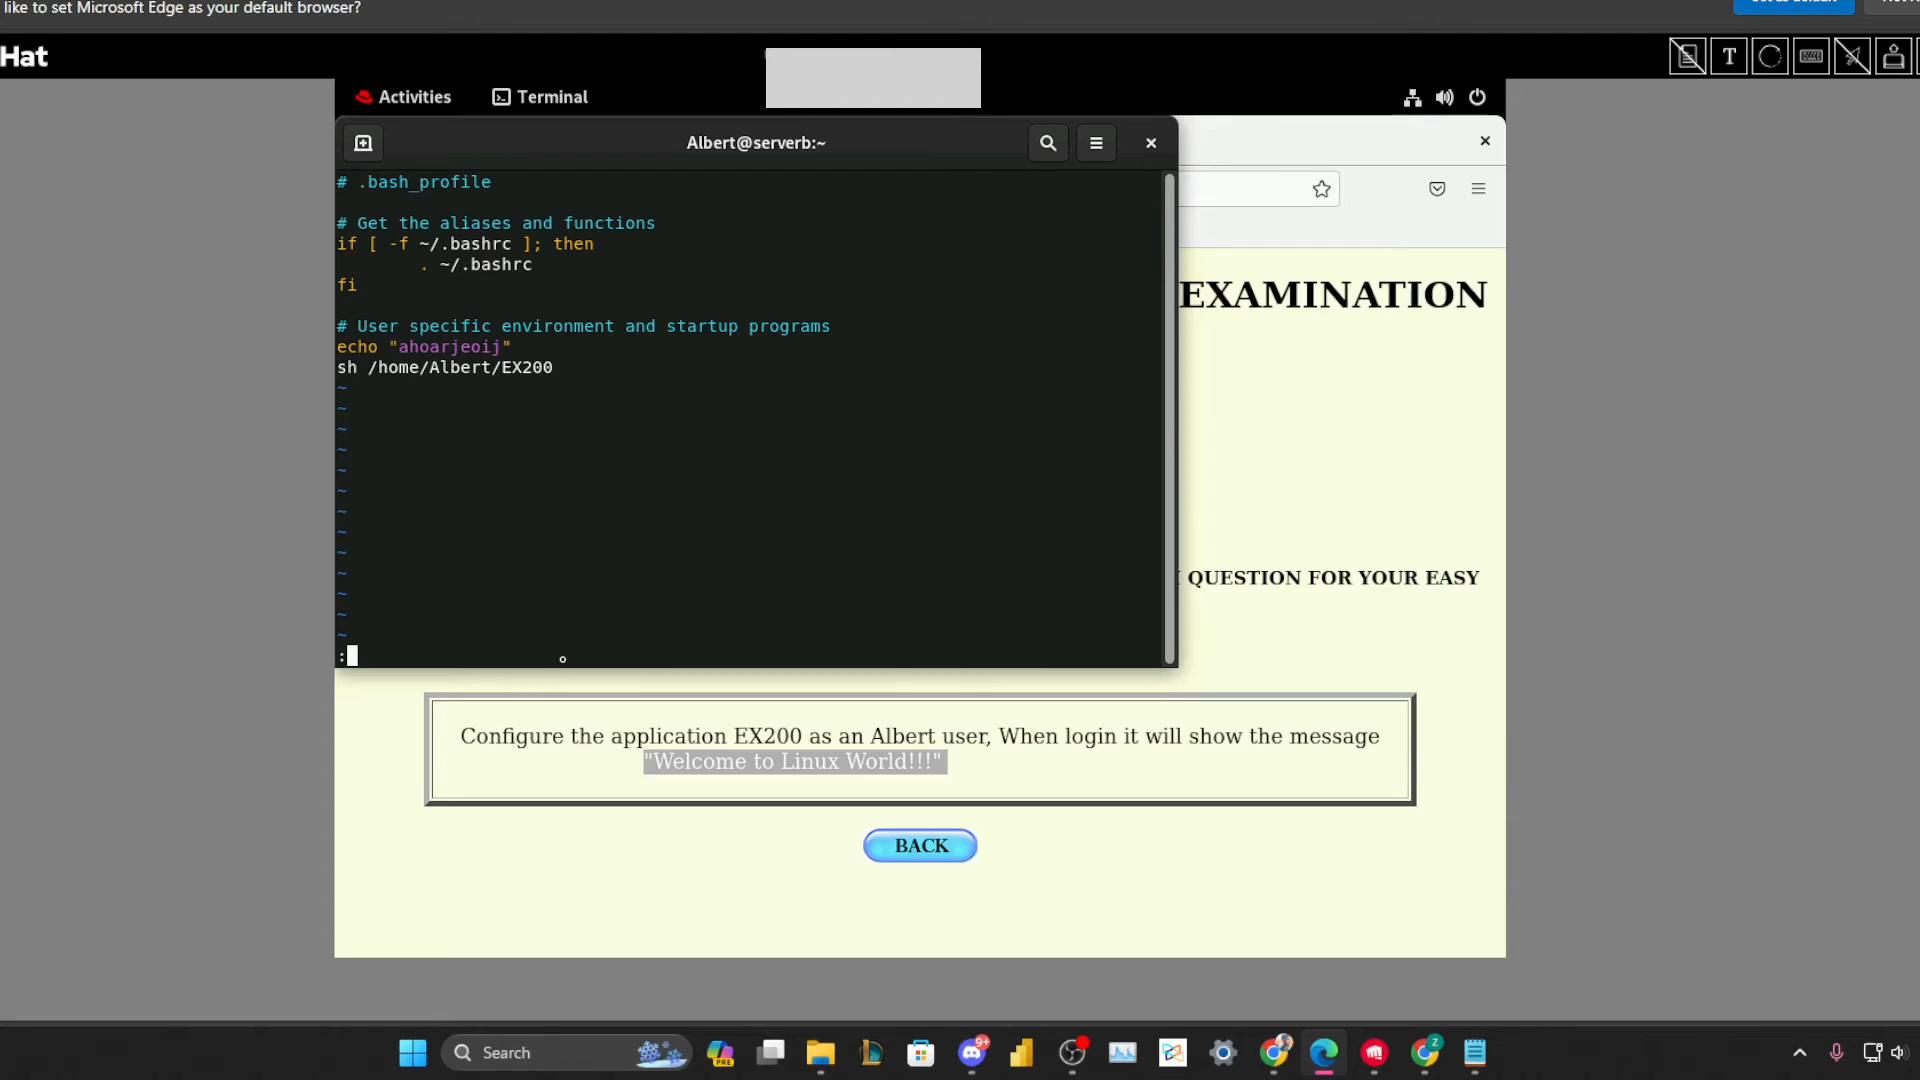 like to set Microsoft Edge as your default browser?
Hat
T
Activities
Terminal
Albert@serverb:~
# .bash_profile
# Get the aliases and functions
if [ -f ~/.bashrc ]; then
. ~/.bashrc
fi
# User specific environment and startup programs
echo "ahoarjeoij"
sh /home/Albert/EX200
~
~
~
~
~
~
~
~
~
~
~
~
~
:
EXAMINATION
QUESTION FOR YOUR EASY
Configure the application EX200 as an Albert user, When login it will show the message
"Welcome to Linux World!!!"
BACK
Search
PRE
9+
Z